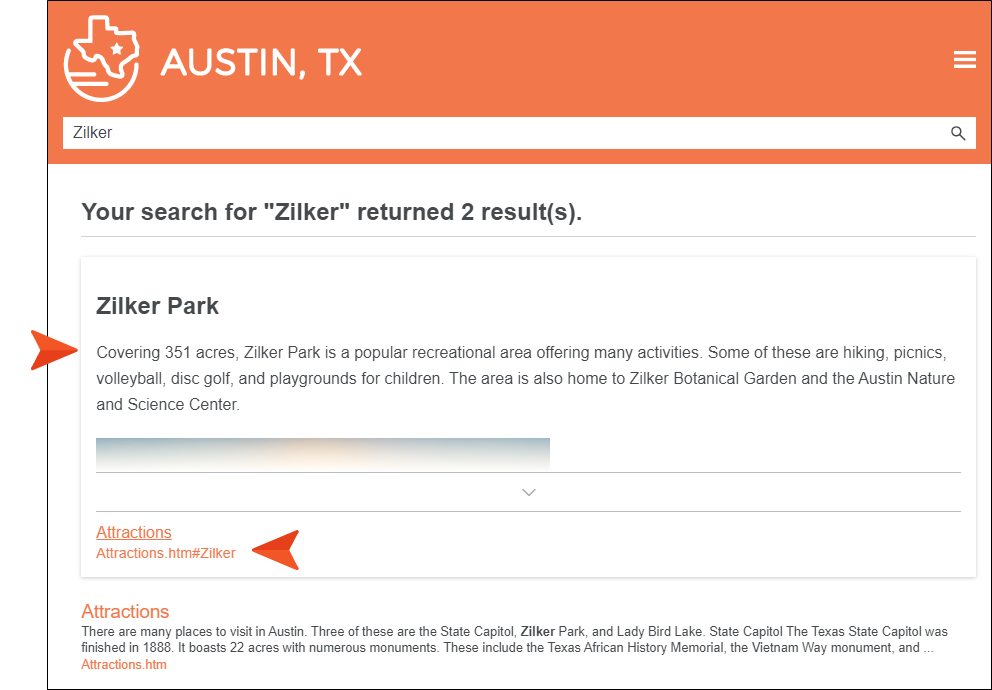 AUSTIN, TX
Zilker
Your search for "Zilker" returned 2 result(s).
Zilker Park
Covering 351 acres, Zilker Park is a popular recreational area offering many activities. Some of these are hiking, picnics,
volleyball, disc golf, and playgrounds for children. The area is also home to Zilker Botanical Garden and the Austin Nature
and Science Center.
Attractions
Attractions.htm#Zilker
Attractions
There are many places to visit in Austin. Three of these are the State Capitol, Zilker Park, and Lady Bird Lake. State Capitol The Texas State Capitol was
finished in 1888. It boasts 22 acres with numerous monuments. These include the Texas African History Memorial, the Vietnam Way monument, and ...
Attractions.htm